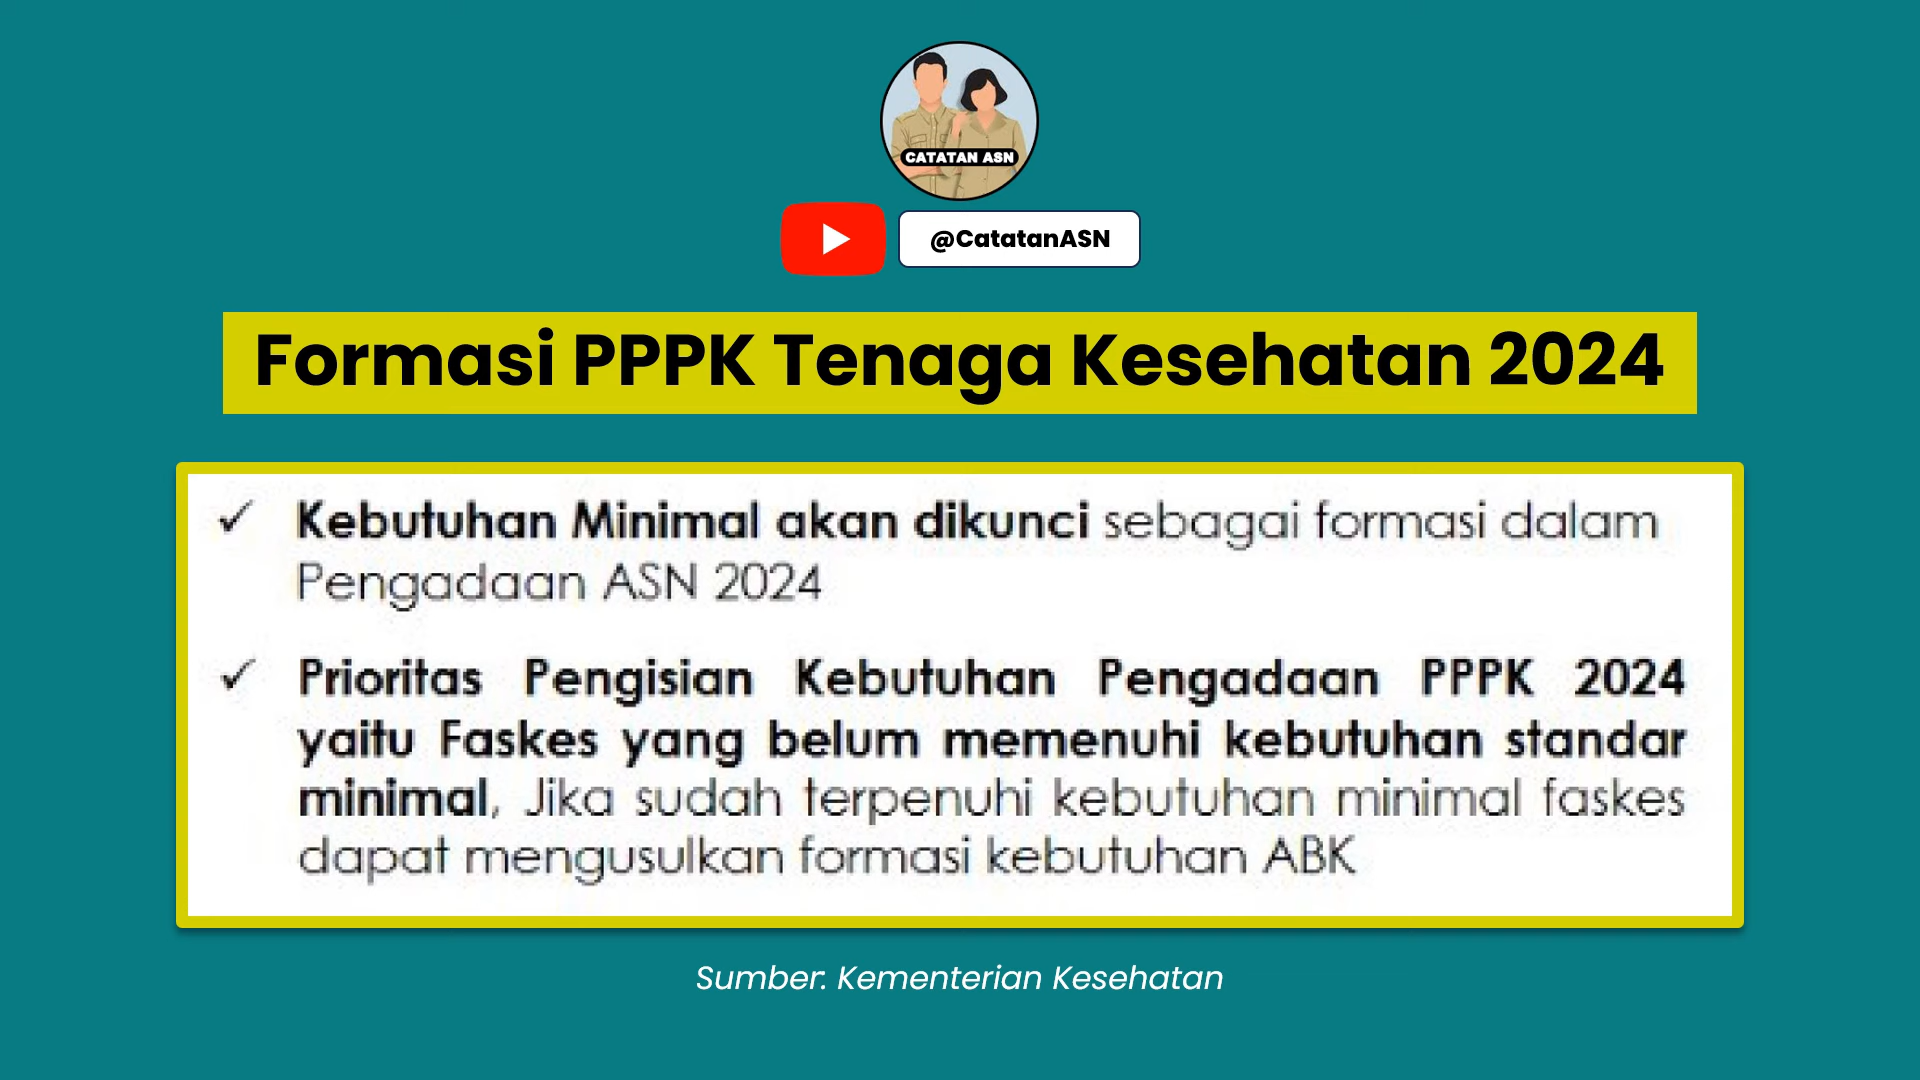 CATATAN ASN
@CatatanASN
Formasi PPPK Tenaga Kesehatan 2024
✓ Kebutuhan Minimal akan dikunci sebagai formasi dalam
Pengadaan ASN 2024
✓ Prioritas Pengisian Kebutuhan Pengadaan PPPK 2024
yaitu Faskes yang belum memenuhi kebutuhan standar
minimal, Jika sudah terpenuhi kebutuhan minimal faskes
dapat mengusulkan formasi kebutuhan ABK
Sumber: Kementerian Kesehatan